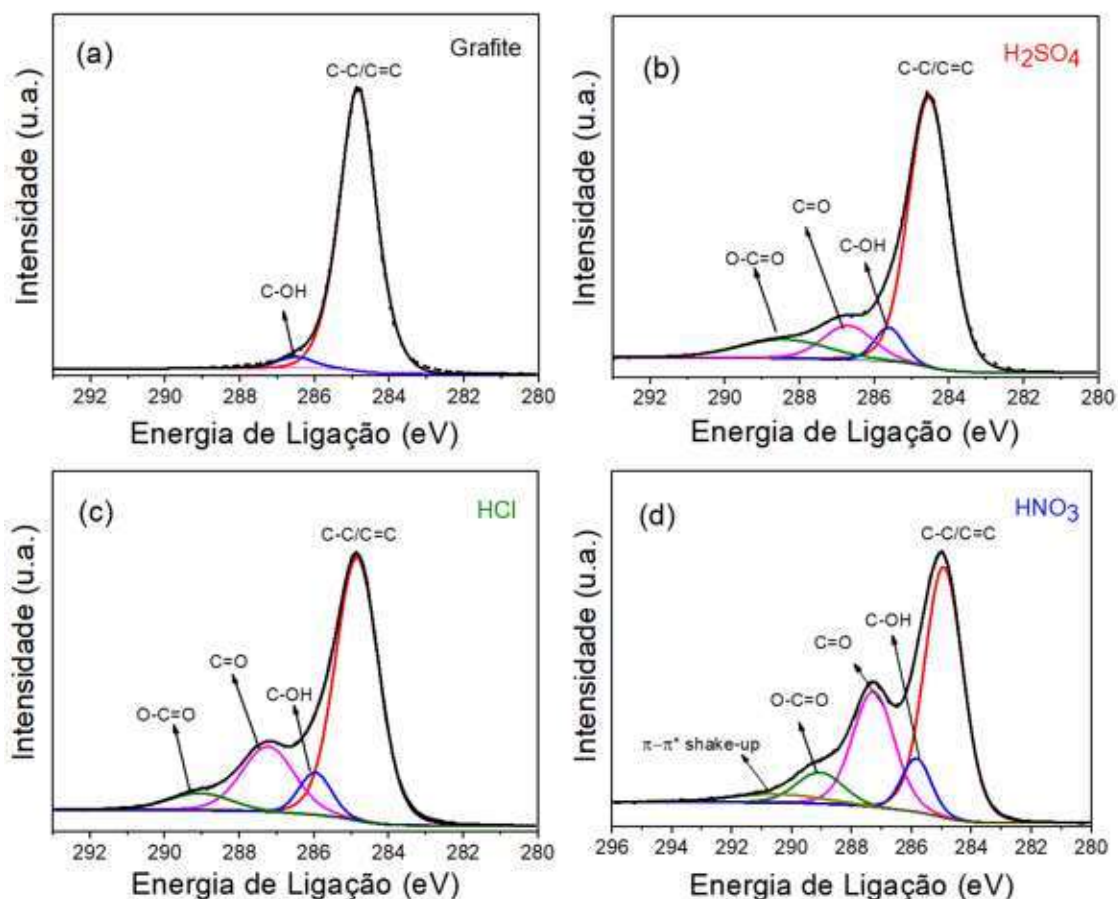 (a)
Grafite
C-C/C=C
C-OH
Intensidade (u.a.)
292 290 288 286 284 282 280
Energia de Ligação (eV)
(b)
H2SO4
C-C/C=C
C=O
C-OH
O-C=O
Intensidade (u.a.)
292 290 288 286 284 282 280
Energia de Ligação (eV)
(c)
HCl
C-C/C=C
C=O
C-OH
O-C=O
Intensidade (u.a.)
292 290 288 286 284 282 280
Energia de Ligação (eV)
(d)
HNO3
C-C/C=C
C-OH
C=O
O-C=O
π–π* shake-up
Intensidade (u.a.)
296 294 292 290 288 286 284 282 280
Energia de Ligação (eV)